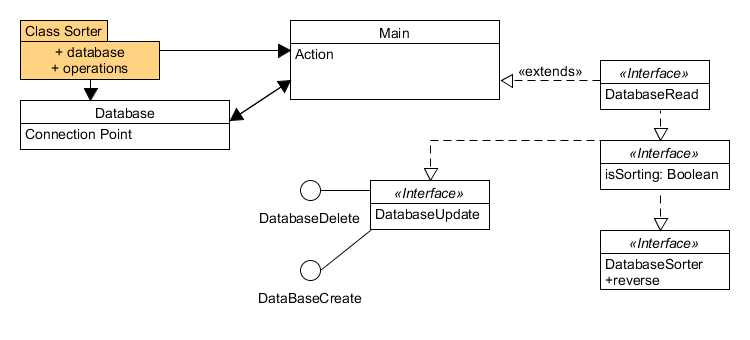 Class Sorter
+ database
+ operations
Main
Action
Database
Connection Point
«extends»
«Interface»
DatabaseRead
«Interface»
isSorting: Boolean
«Interface»
DatabaseUpdate
DatabaseDelete
DataBaseCreate
«Interface»
DatabaseSorter
+reverse